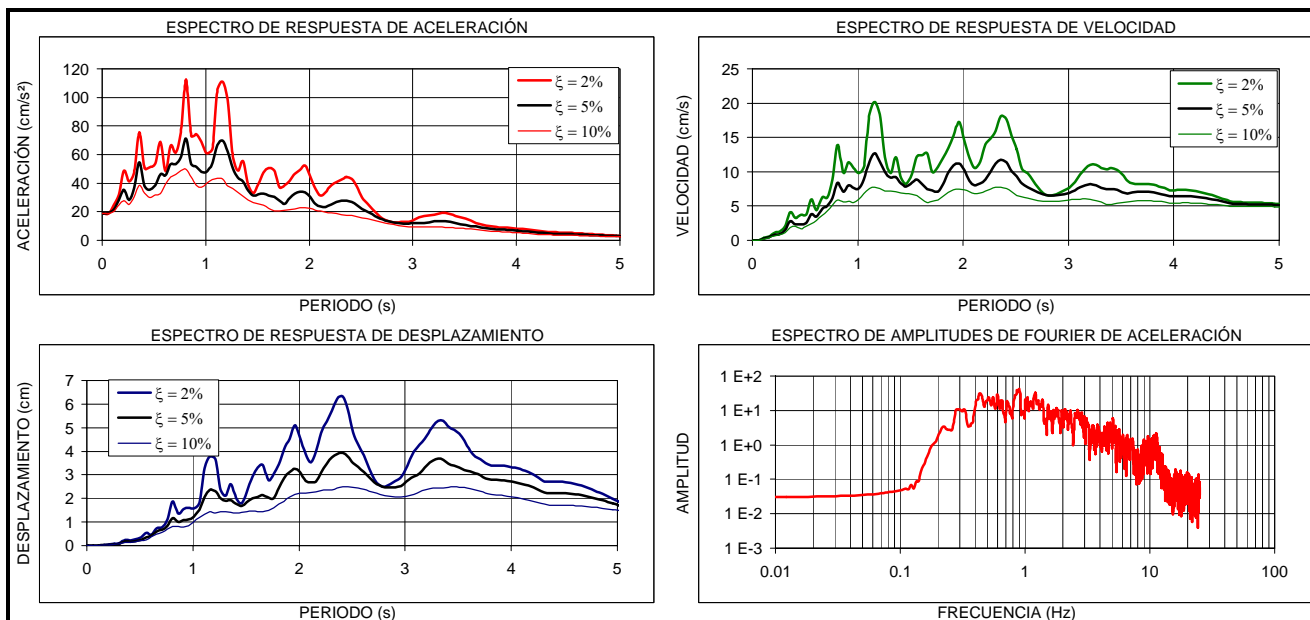 ESPECTRO DE RESPUESTA DE ACELERACIÓN
120
100
80
60
40
20
0
ACELERACIÓN (cm/s²)
ξ = 2%
ξ = 5%
ξ = 10%
0 1 2 3 4 5
PERIODO (s)
ESPECTRO DE RESPUESTA DE VELOCIDAD
25
20
15
10
5
0
VELOCIDAD (cm/s)
ξ = 2%
ξ = 5%
ξ = 10%
0 1 2 3 4 5
PERIODO (s)
ESPECTRO DE RESPUESTA DE DESPLAZAMIENTO
7
6
5
4
3
2
1
0
DESPLAZAMIENTO (cm)
ξ = 2%
ξ = 5%
ξ = 10%
0 1 2 3 4 5
PERIODO (s)
ESPECTRO DE AMPLITUDES DE FOURIER DE ACELERACIÓN
1 E+2
1 E+1
1 E+0
1 E-1
1 E-2
1 E-3
AMPLITUD
0.01 0.1 1 10 100
FRECUENCIA (Hz)